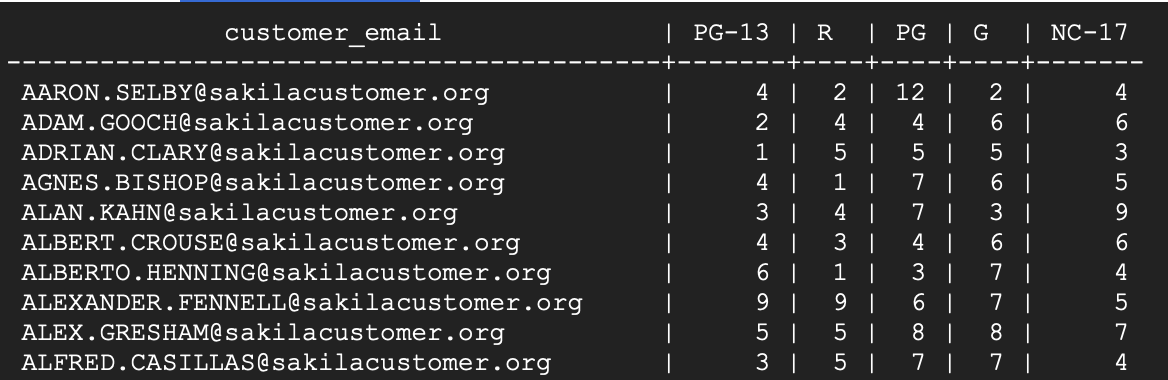 customer_email | PG-13 | R | PG | G | NC-17
-------------------------------------------+-------+----+----+----+-------
AARON.SELBY@sakilacustomer.org | 4 | 2 | 12 | 2 | 4
ADAM.GOOCH@sakilacustomer.org | 2 | 4 | 4 | 6 | 6
ADRIAN.CLARY@sakilacustomer.org | 1 | 5 | 5 | 5 | 3
AGNES.BISHOP@sakilacustomer.org | 4 | 1 | 7 | 6 | 5
ALAN.KAHN@sakilacustomer.org | 3 | 4 | 7 | 3 | 9
ALBERT.CROUSE@sakilacustomer.org | 4 | 3 | 4 | 6 | 6
ALBERTO.HENNING@sakilacustomer.org | 6 | 1 | 3 | 7 | 4
ALEXANDER.FENNELL@sakilacustomer.org | 9 | 9 | 6 | 7 | 5
ALEX.GRESHAM@sakilacustomer.org | 5 | 5 | 8 | 8 | 7
ALFRED.CASILLAS@sakilacustomer.org | 3 | 5 | 7 | 7 | 4